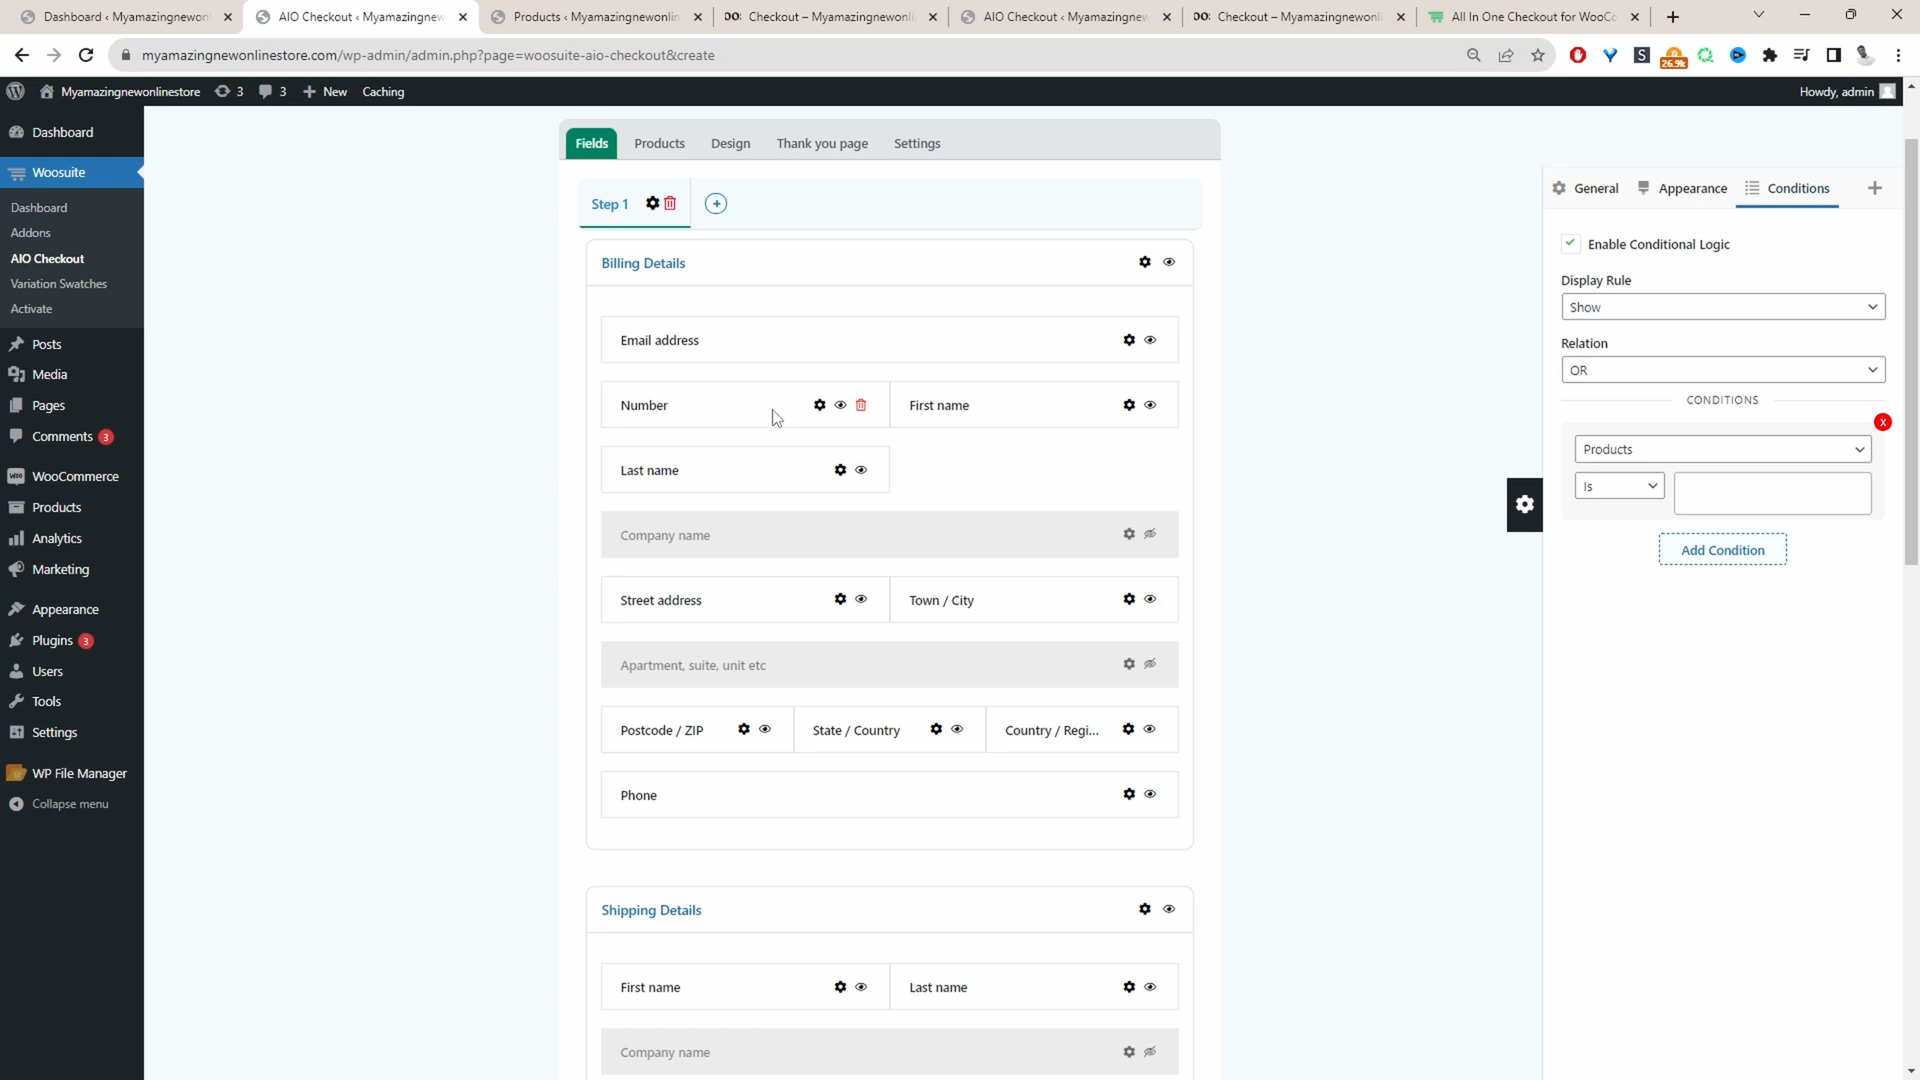 Dashboard ‹ Myamazingnewonl
AIO Checkout ‹ Myamazingnew
Products ‹ Myamazingnewonlin
Checkout – Myamazingnewonli
AIO Checkout ‹ Myamazingnew
Checkout – Myamazingnewonli
All In One Checkout for WooCo
myamazingnewonlinestore.com/wp-admin/admin.php?page=woosuite-aio-checkout&create
26.9k
Myamazingnewonlinestore
3
3
New
Caching
Howdy, admin
Dashboard
Woosuite
Dashboard
Addons
AIO Checkout
Variation Swatches
Activate
Posts
Media
Pages
Comments 3
WooCommerce
Products
Analytics
Marketing
Appearance
Plugins 3
Users
Tools
Settings
WP File Manager
Collapse menu
Fields
Products
Design
Thank you page
Settings
Step 1
Billing Details
Email address
Number
First name
Last name
Company name
Street address
Town / City
Apartment, suite, unit etc
Postcode / ZIP
State / Country
Country / Regi...
Phone
Shipping Details
First name
Last name
Company name
General
Appearance
Conditions
Enable Conditional Logic
Display Rule
Show
Relation
OR
CONDITIONS
X
Products
Is
Add Condition